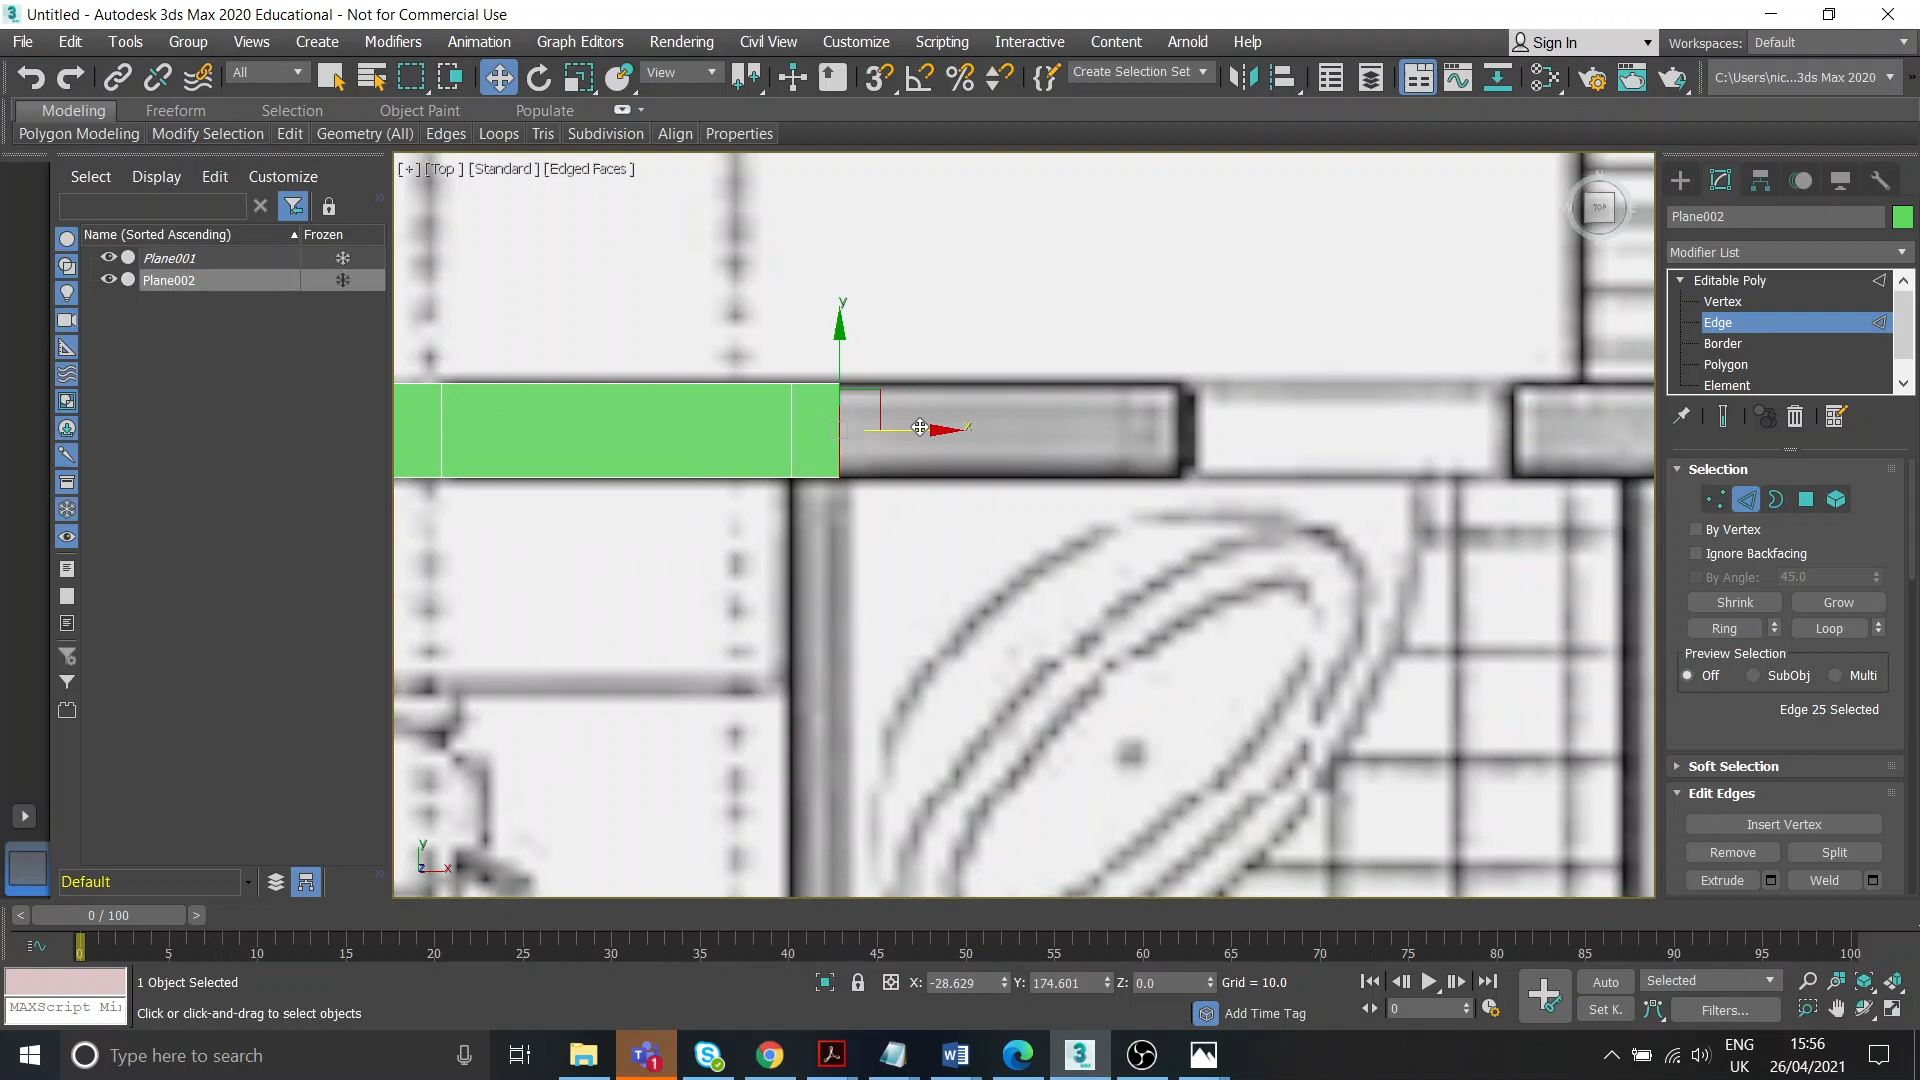 Untitled - Autodesk 3ds Max 2020 Educational - Not for Commercial Use
File Edit Tools Group Views Create Modifiers Animation Graph Editors Rendering Civil View Customize Scripting Interactive Content Arnold Help
Sign In
Workspaces: Default
All
View
Create Selection Set
C:\Users\nic...3ds Max 2020
Modeling Freeform Selection Object Paint Populate
Polygon Modeling Modify Selection Edit Geometry (All) Edges Loops Tris Subdivision Align Properties
[+] [Top ] [Standard ] [Edged Faces ]
Select Display Edit Customize
Name (Sorted Ascending) Frozen
Plane001
Plane002
Default
y
x
TOP
y
z x
Plane002
Modifier List
Editable Poly
Vertex
Edge
Border
Polygon
Element
Selection
By Vertex
Ignore Backfacing
By Angle: 45.0
Shrink Grow
Ring Loop
Preview Selection
Off SubObj Multi
Edge 25 Selected
Soft Selection
Edit Edges
Insert Vertex
Remove Split
Extrude Weld
< 0 / 100 >
0 5 10 15 20 25 30 35 40 45 50 55 60 65 70 75 80 85 90 95 100
1 Object Selected
X: -28.629 Y: 174.601 Z: 0.0 Grid = 10.0
Auto Selected
MAXScript Mi
Click or click-and-drag to select objects
Add Time Tag
0
Set K. Filters...
Type here to search
1
ENG
UK
15:56
26/04/2021